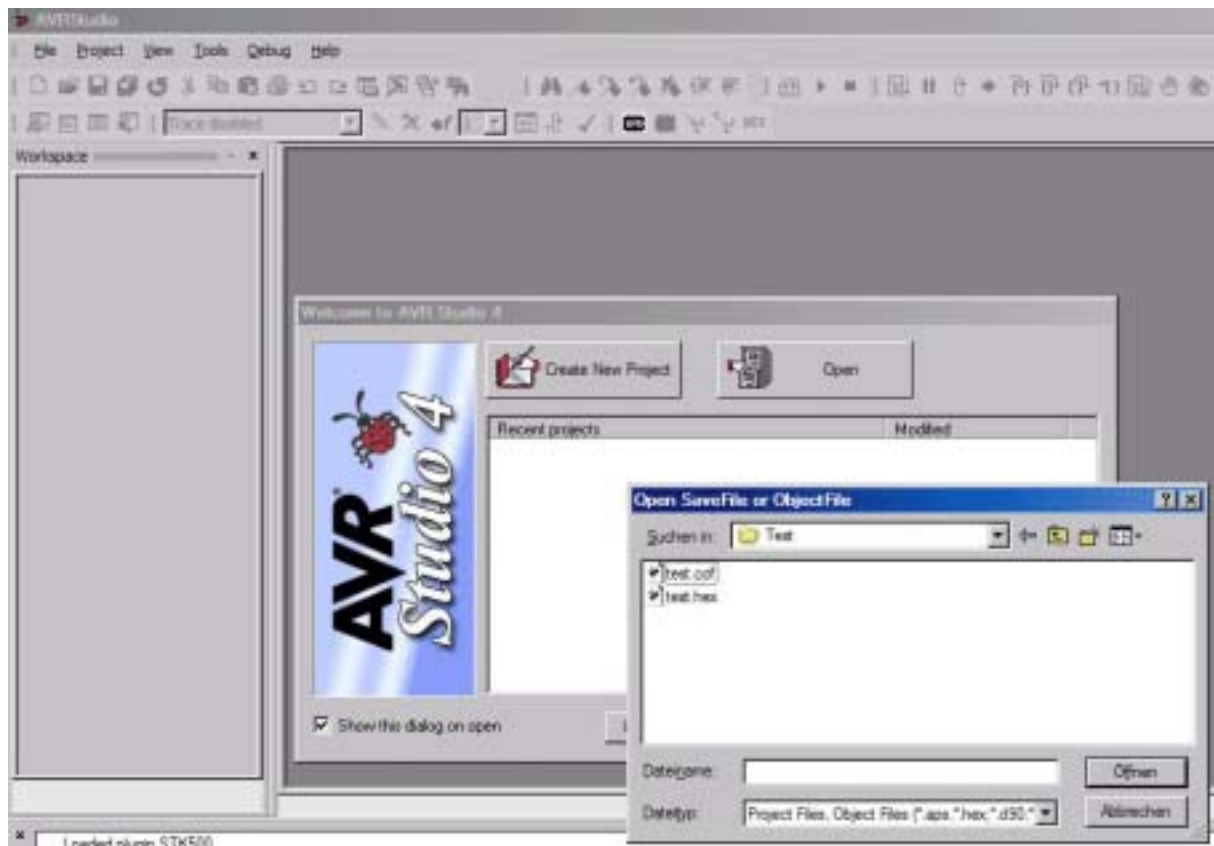 AVRStudio
File Project View Tools Debug Help
Trace disabled
Workspace
Welcome to AVR Studio 4
Create New Project
Open
Recent projects Modified
AVR
Studio 4
Show this dialog on open
Open SaveFile or ObjectFile
Suchen in: Test
test.cof
test.hex
Dateiname:
Öffnen
Dateityp: Project Files, Object Files (*.aps,*.hex,*.d90,*
Abbrechen
Loaded plugin STK500